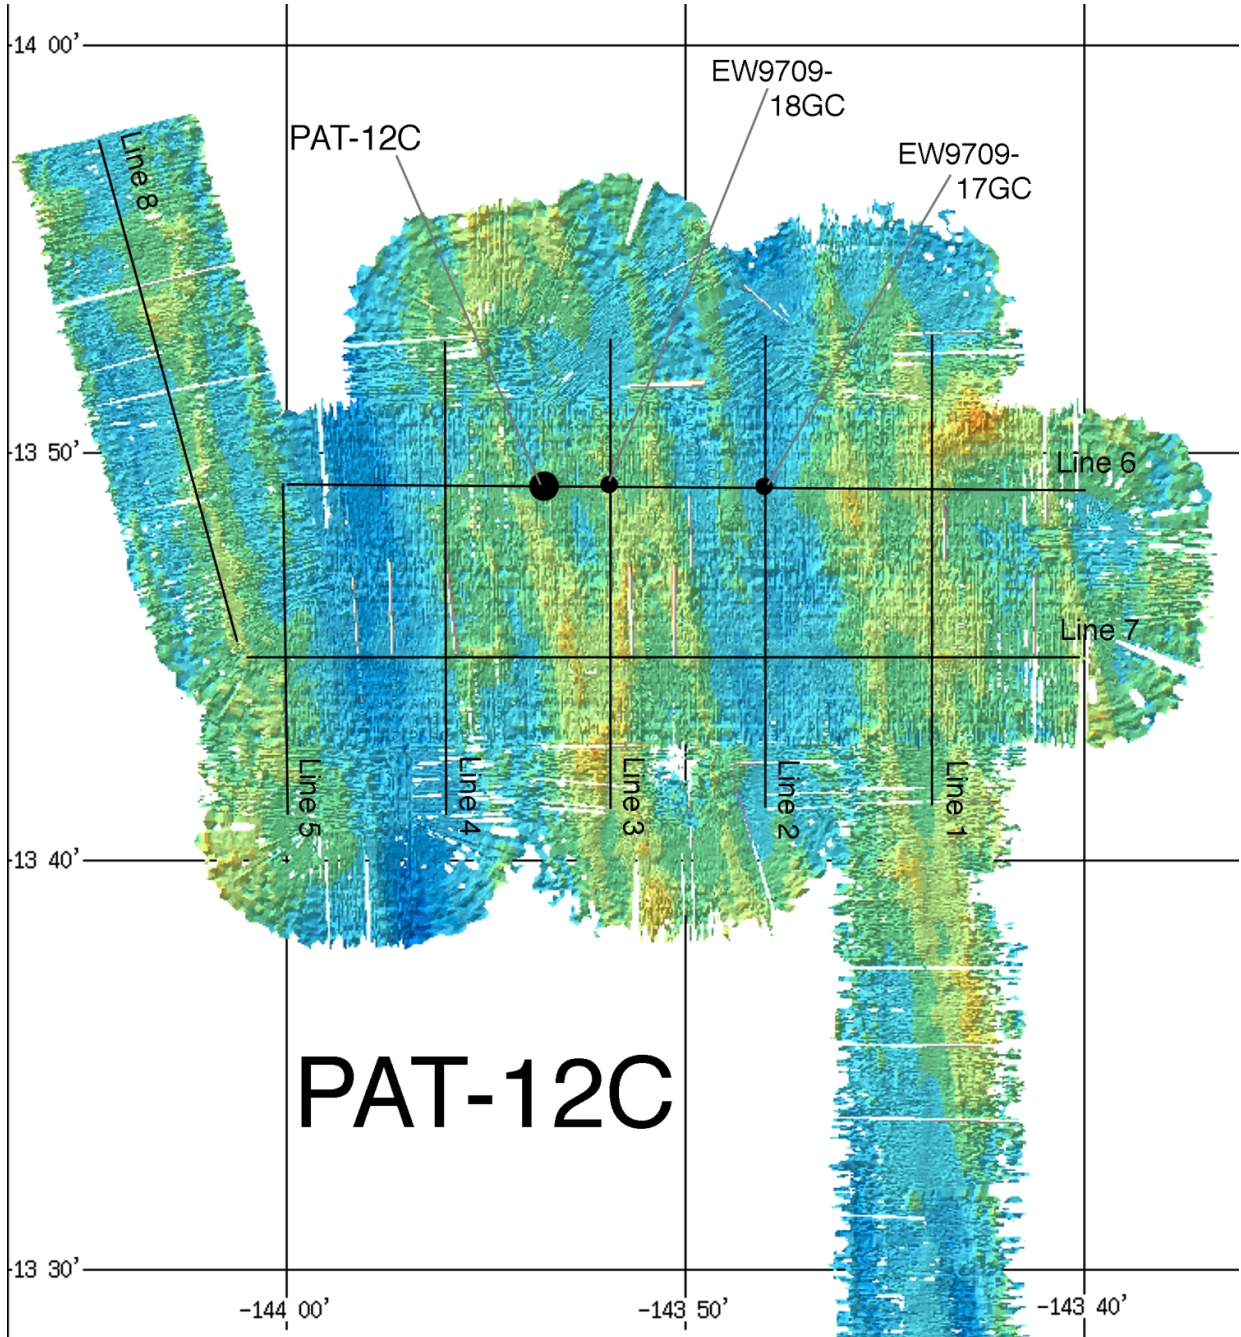 14 00'
EW9709-
18GC
PAT-12C
EW9709-
17GC
Line 8
13 50'
Line 6
Line 7
Line 5
Line 4
Line 3
Line 2
Line 1
13 40'
PAT-12C
13 30'
-144 00'
-143 50'
-143 40'